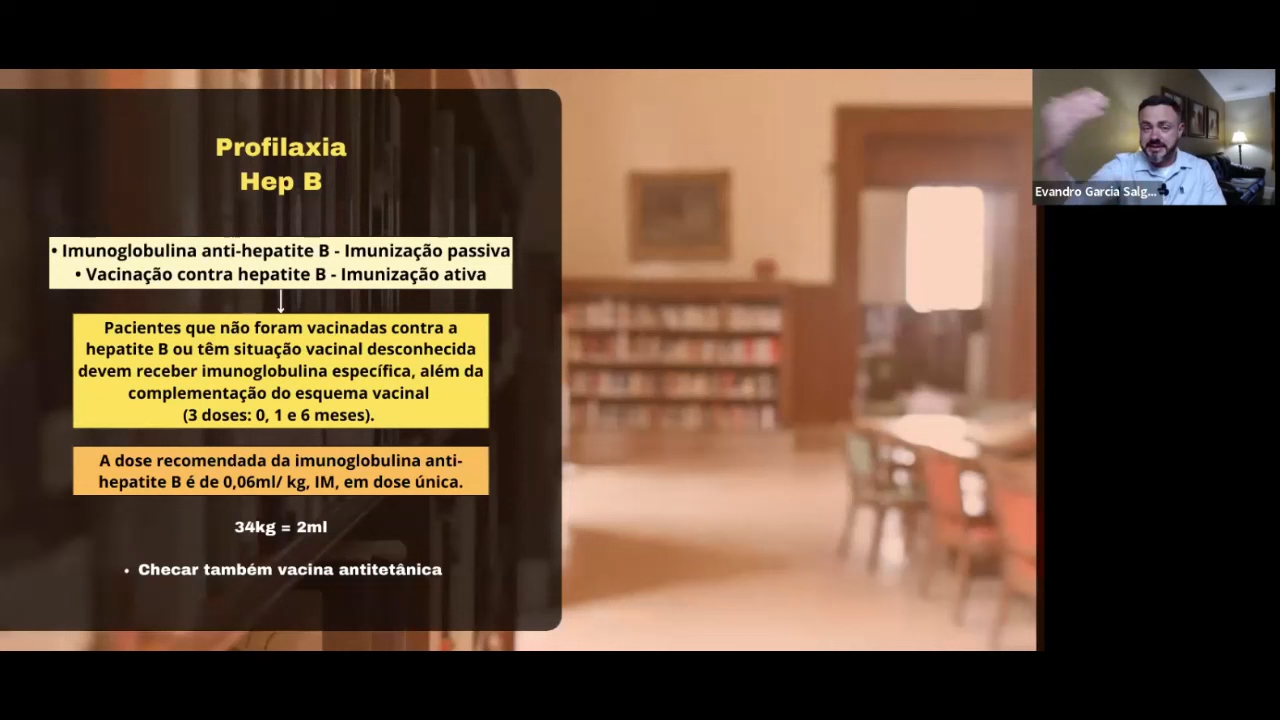 Profilaxia
Hep B
• Imunoglobulina anti-hepatite B - Imunização passiva
• Vacinação contra hepatite B - Imunização ativa
Pacientes que não foram vacinadas contra a
hepatite B ou têm situação vacinal desconhecida
devem receber imunoglobulina específica, além da
complementação do esquema vacinal
(3 doses: 0, 1 e 6 meses).
A dose recomendada da imunoglobulina anti-
hepatite B é de 0,06ml/ kg, IM, em dose única.
34kg = 2ml
• Checar também vacina antitetânica
Evandro Garcia Salg...